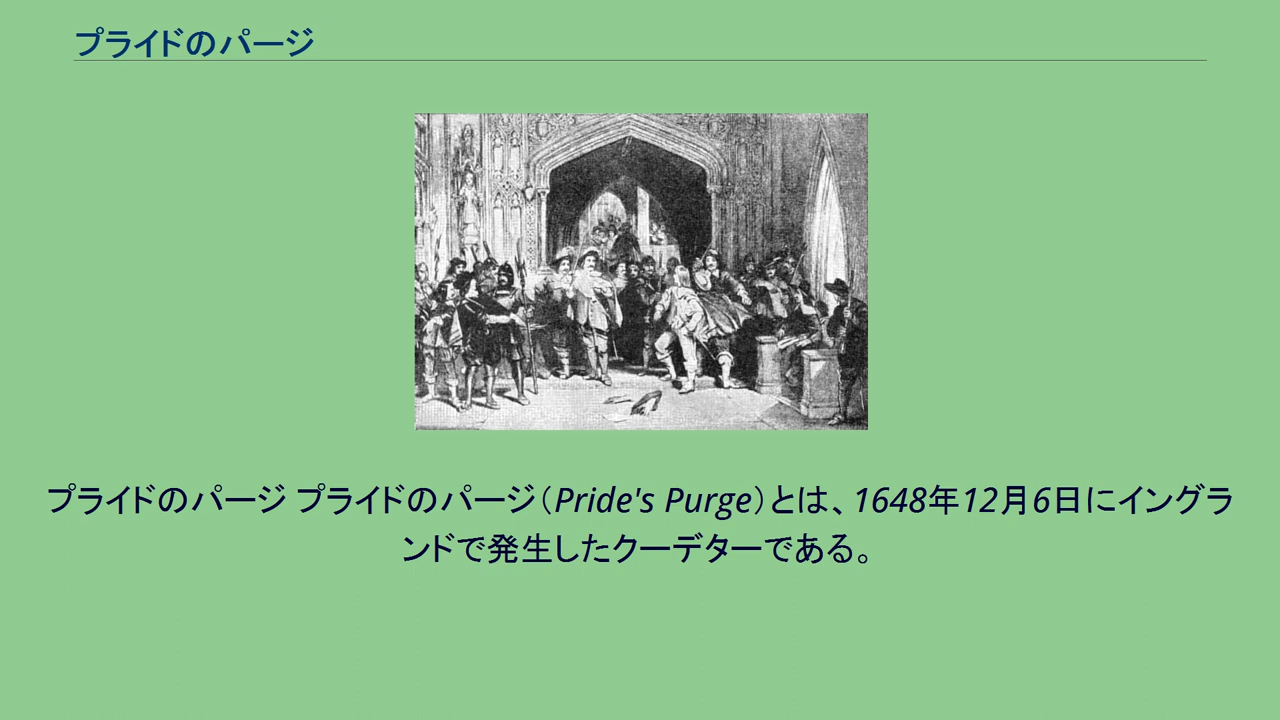 プライドのパージ
プライドのパージ プライドのパージ（Pride's Purge）とは、1648年12月6日にイングラ
ンドで発生したクーデターである。